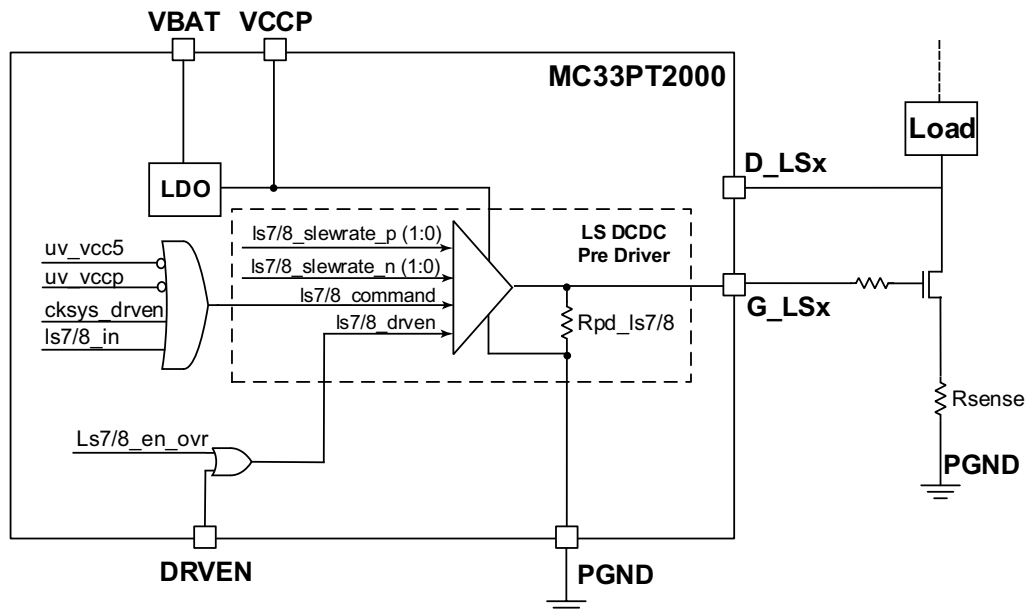 VBAT VCCP
MC33PT2000
Load
D_LSx
LDO
ls7/8_slewrate_p (1:0)
LS DCDC
Pre Driver
uv_vcc5
ls7/8_slewrate_n (1:0)
uv_vccp
ls7/8_command
cksys_drven
G_LSx
ls7/8_drven
Rpd_ls7/8
ls7/8_in
Rsense
Ls7/8_en_ovr
PGND
DRVEN
PGND